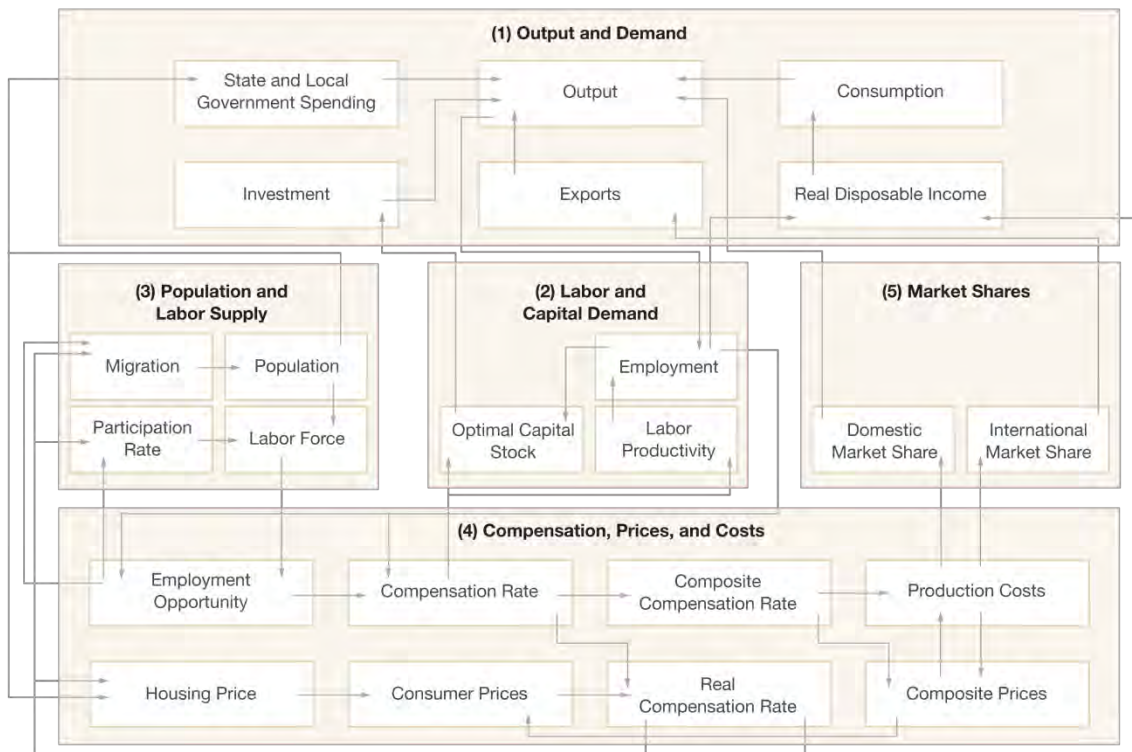 (1) Output and Demand
State and Local
Government Spending
Output
Consumption
Investment
Exports
Real Disposable Income
(3) Population and
Labor Supply
Migration
Population
Participation
Rate
Labor Force
(2) Labor and
Capital Demand
Employment
Optimal Capital
Stock
Labor
Productivity
(5) Market Shares
Domestic
Market Share
International
Market Share
(4) Compensation, Prices, and Costs
Employment
Opportunity
Compensation Rate
Composite
Compensation Rate
Production Costs
Housing Price
Consumer Prices
Real
Compensation Rate
Composite Prices